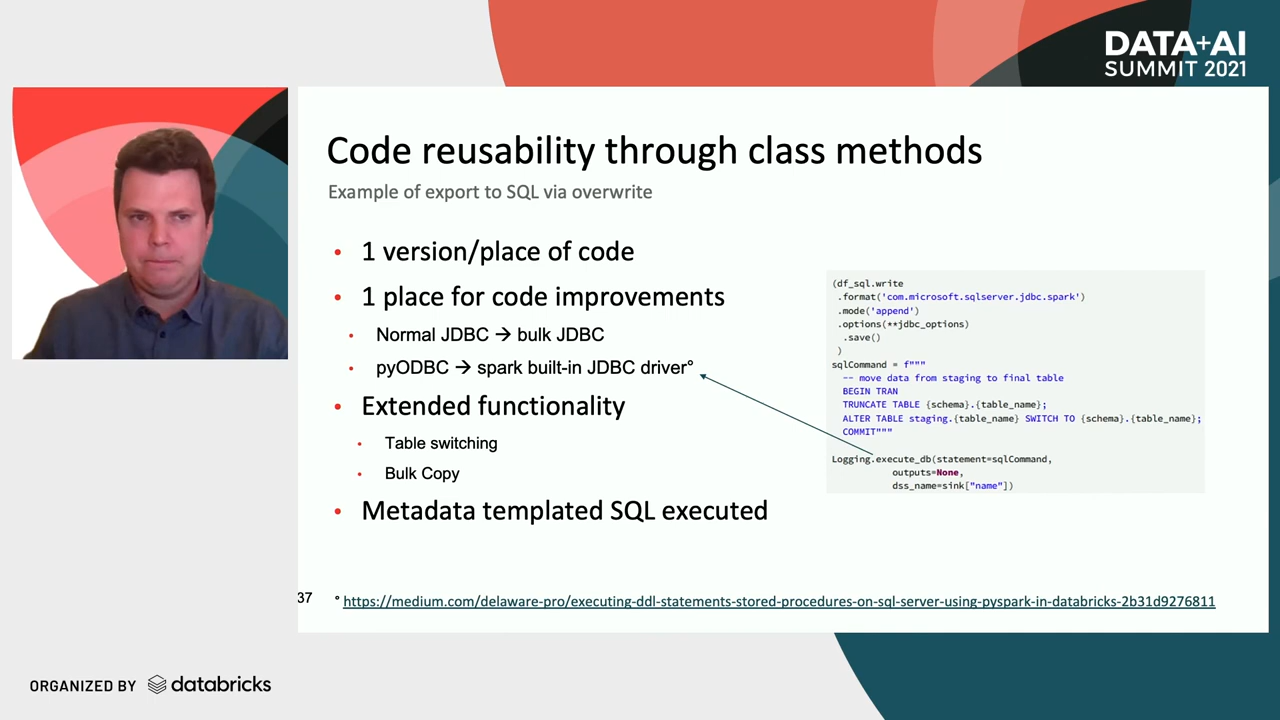 DATA+AI
SUMMIT 2021
Code reusability through class methods
Example of export to SQL via overwrite
• 1 version/place of code
• 1 place for code improvements
• Normal JDBC → bulk JDBC
• pyODBC → spark built-in JDBC driver°
• Extended functionality
• Table switching
• Bulk Copy
• Metadata templated SQL executed
(df_sql.write
.format('com.microsoft.sqlserver.jdbc.spark')
.mode('append')
.options(**jdbc_options)
.save()
)
sqlCommand = f"""
-- move data from staging to final table
BEGIN TRAN
TRUNCATE TABLE {schema}.{table_name};
ALTER TABLE staging.{table_name} SWITCH TO {schema}.{table_name};
COMMIT"""
Logging.execute_db(statement=sqlCommand,
outputs=None,
dss_name=sink["name"])
37
° https://medium.com/delaware-pro/executing-ddl-statements-stored-procedures-on-sql-server-using-pyspark-in-databricks-2b31d9276811
ORGANIZED BY databricks